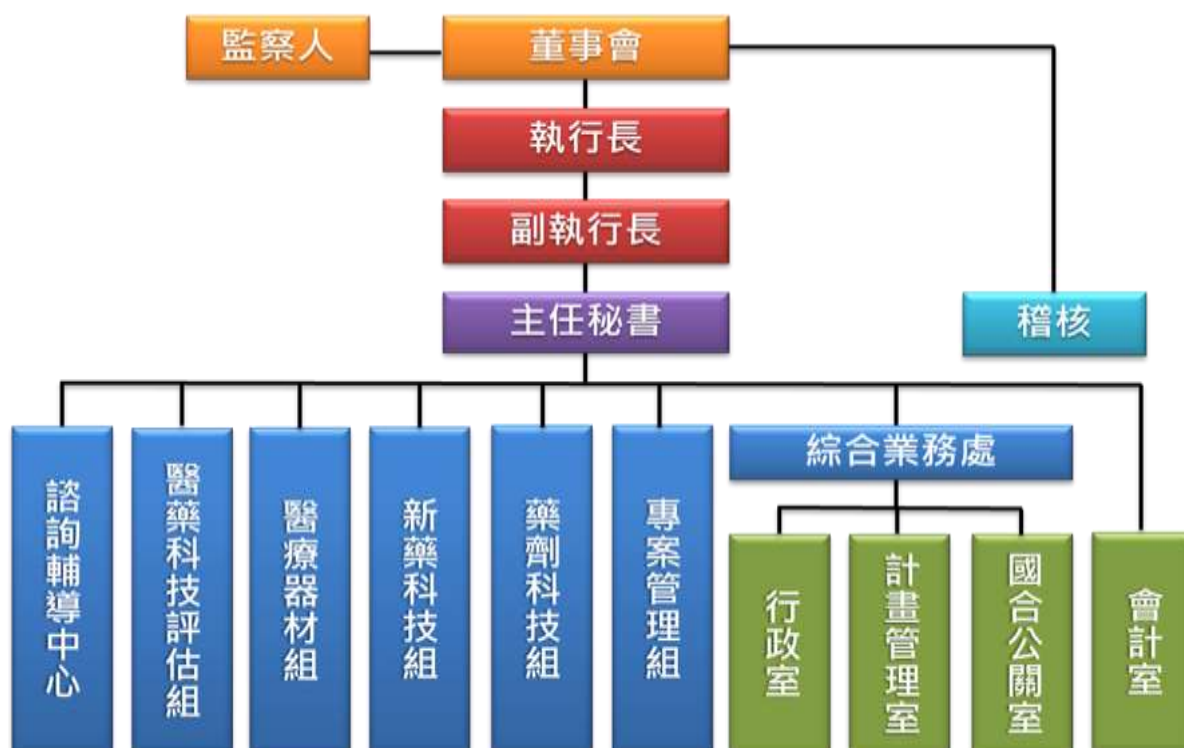 監察人
董事會
執行長
副執行長
主任秘書
稽核
諮詢輔導中心
醫藥科技評估組
醫療器材組
新藥科技組
藥劑科技組
專案管理組
綜合業務處
行政室
計畫管理室
國合公關室
會計室